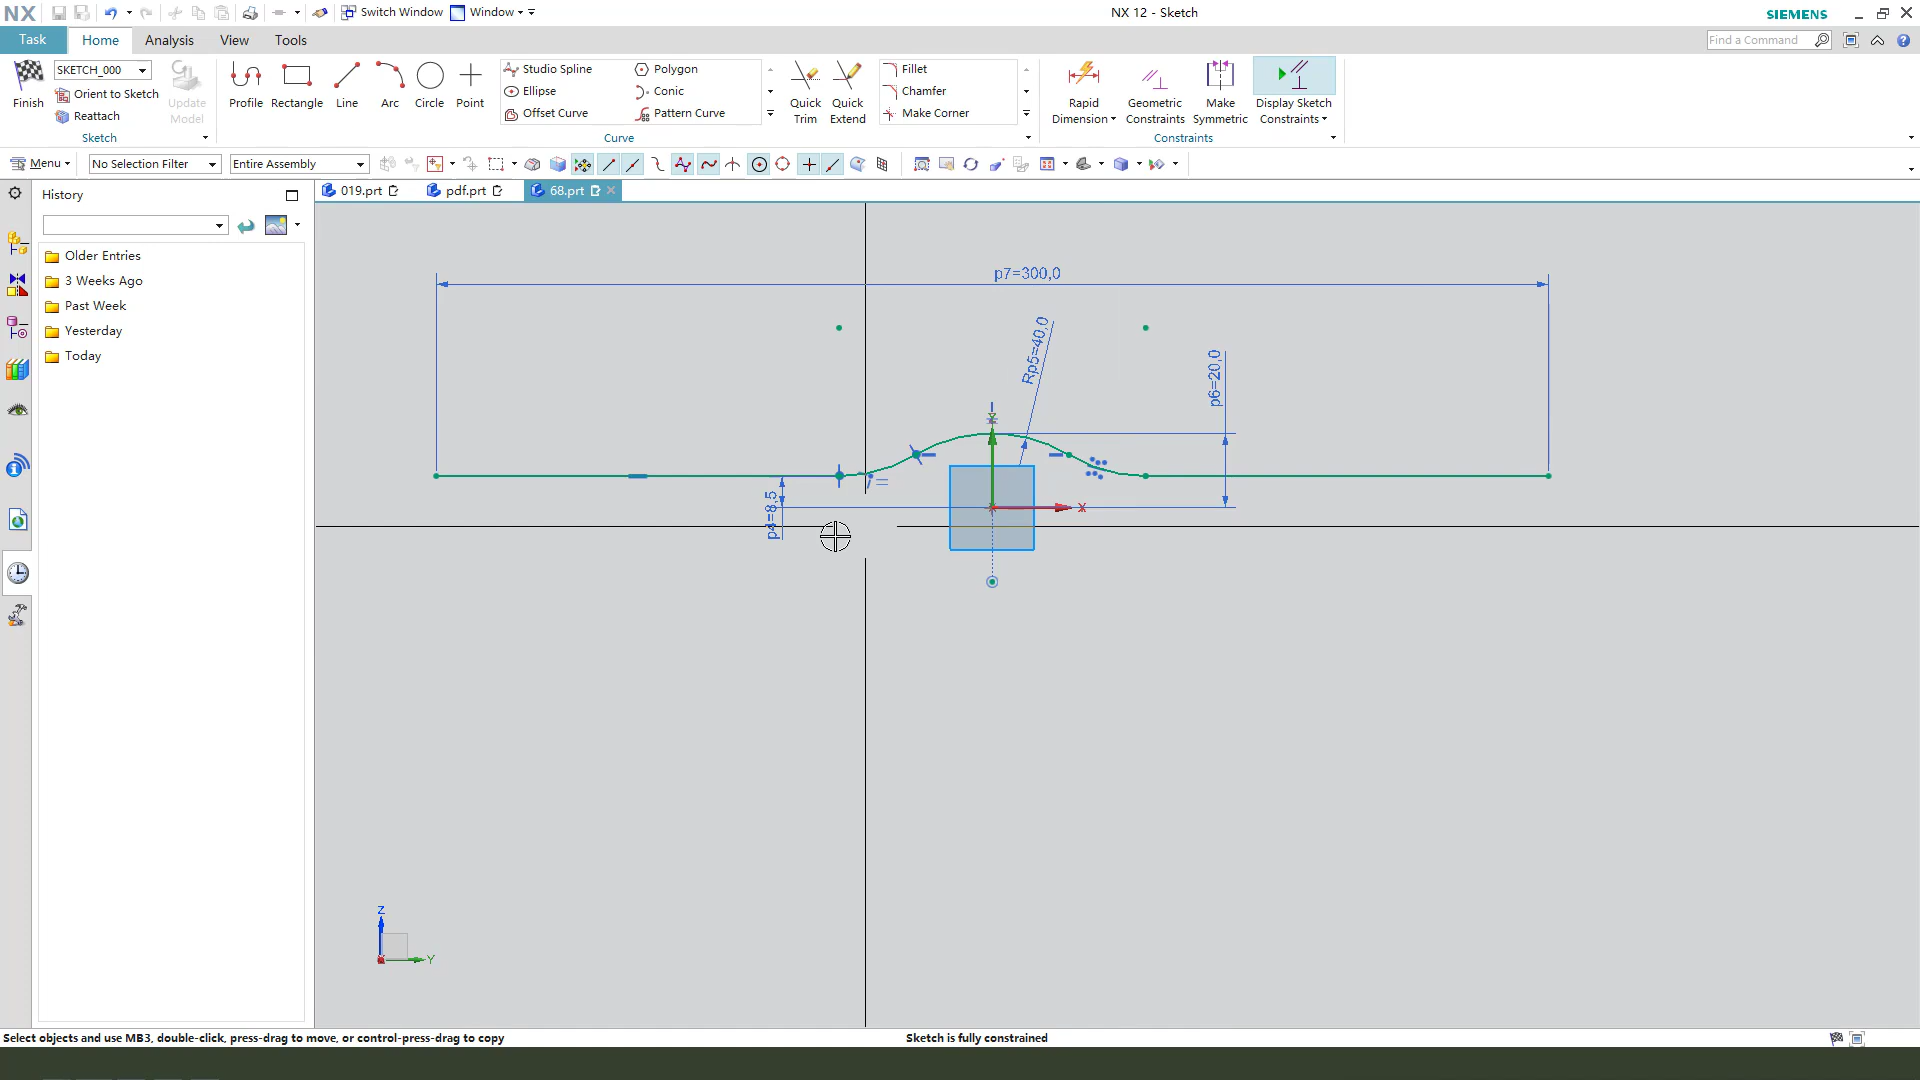 NX
Switch Window
Window
NX 12 - Sketch
SIEMENS
Task
Home
Analysis
View
Tools
Find a Command
Finish
SKETCH_000
Orient to Sketch
Reattach
Update Model
Profile
Rectangle
Line
Arc
Circle
Point
Studio Spline
Ellipse
Offset Curve
Polygon
Conic
Pattern Curve
Quick Trim
Quick Extend
Fillet
Chamfer
Make Corner
Rapid Dimension
Geometric Constraints
Make Symmetric
Display Sketch Constraints
Sketch
Curve
Constraints
Menu
No Selection Filter
Entire Assembly
History
019.prt
pdf.prt
68.prt
Older Entries
3 Weeks Ago
Past Week
Yesterday
Today
p7=300,0
Rp5=40,0
p6=20,0
p4=8,5
X
Z
Y
Select objects and use MB3, double-click, press-drag to move, or control-press-drag to copy
Sketch is fully constrained